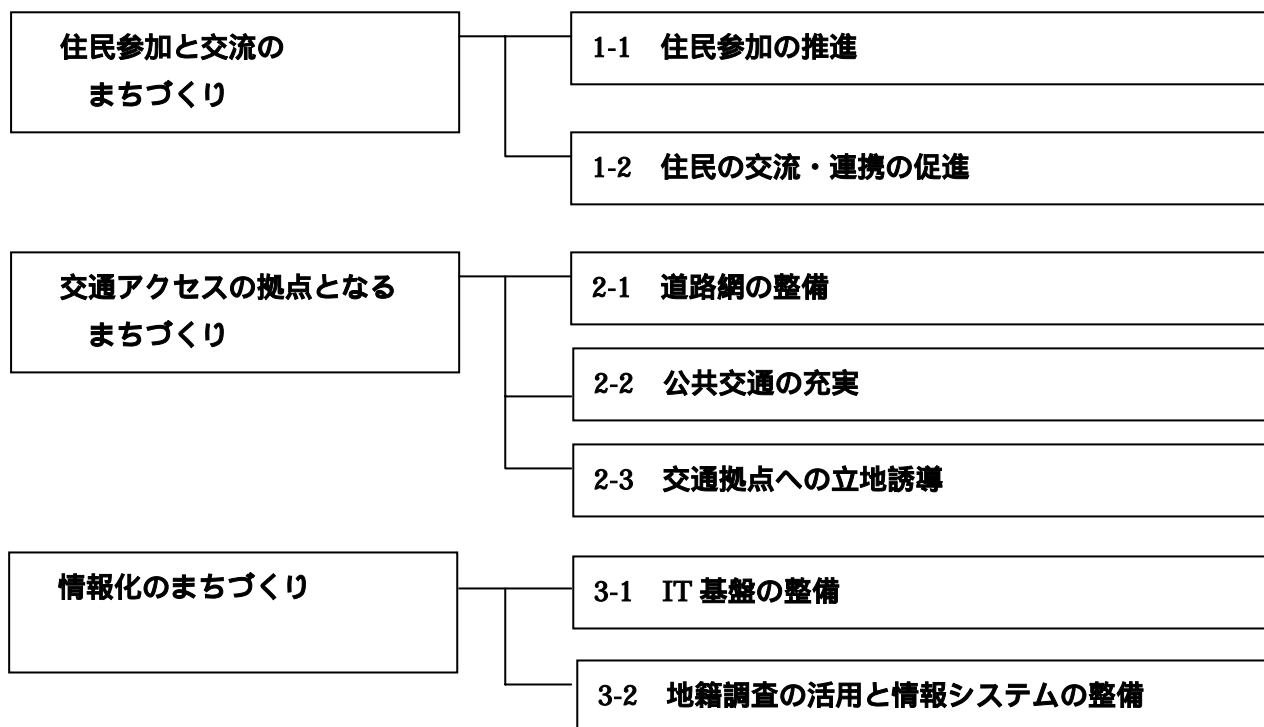 住民参加と交流の
まちづくり
1-1 住民参加の推進
1-2 住民の交流・連携の促進
交通アクセスの拠点となる
まちづくり
2-1 道路網の整備
2-2 公共交通の充実
2-3 交通拠点への立地誘導
情報化のまちづくり
3-1 IT 基盤の整備
3-2 地籍調査の活用と情報システムの整備